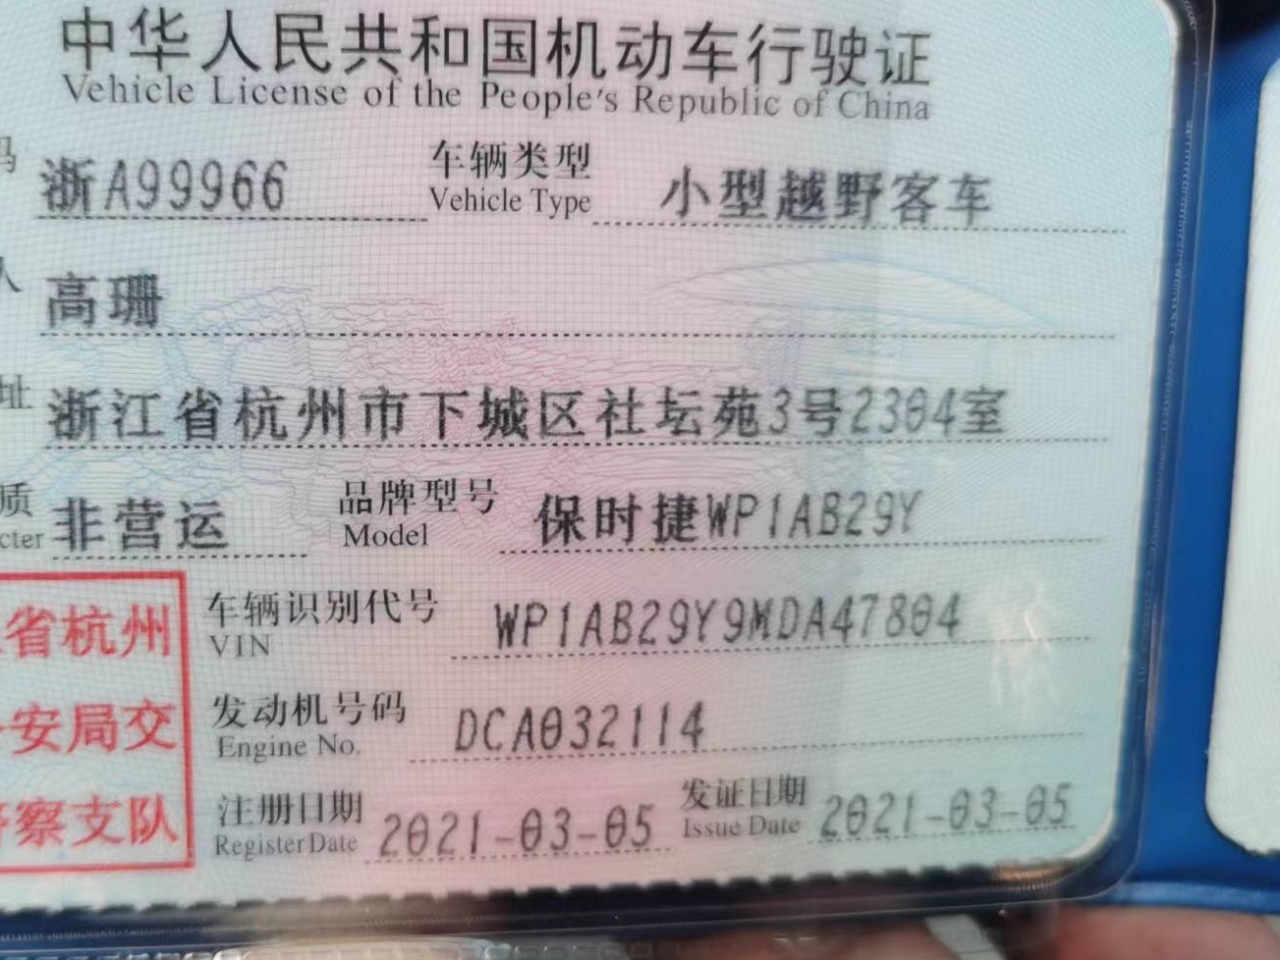 中华人民共和国机动车行驶证
Vehicle License of the People's Republic of China
码 浙A99966 车辆类型 小型越野客车
Vehicle Type
人 高珊
址 浙江省杭州市下城区社坛苑3号2304室
质 非营运 品牌型号 保时捷WP1AB29Y
cter Model
省杭州 车辆识别代号 WP1AB29Y9MDA47804
VIN
安局交 发动机号码 DCA032114
Engine No.
察支队 注册日期 2021-03-05 发证日期 2021-03-05
Register Date Issue Date